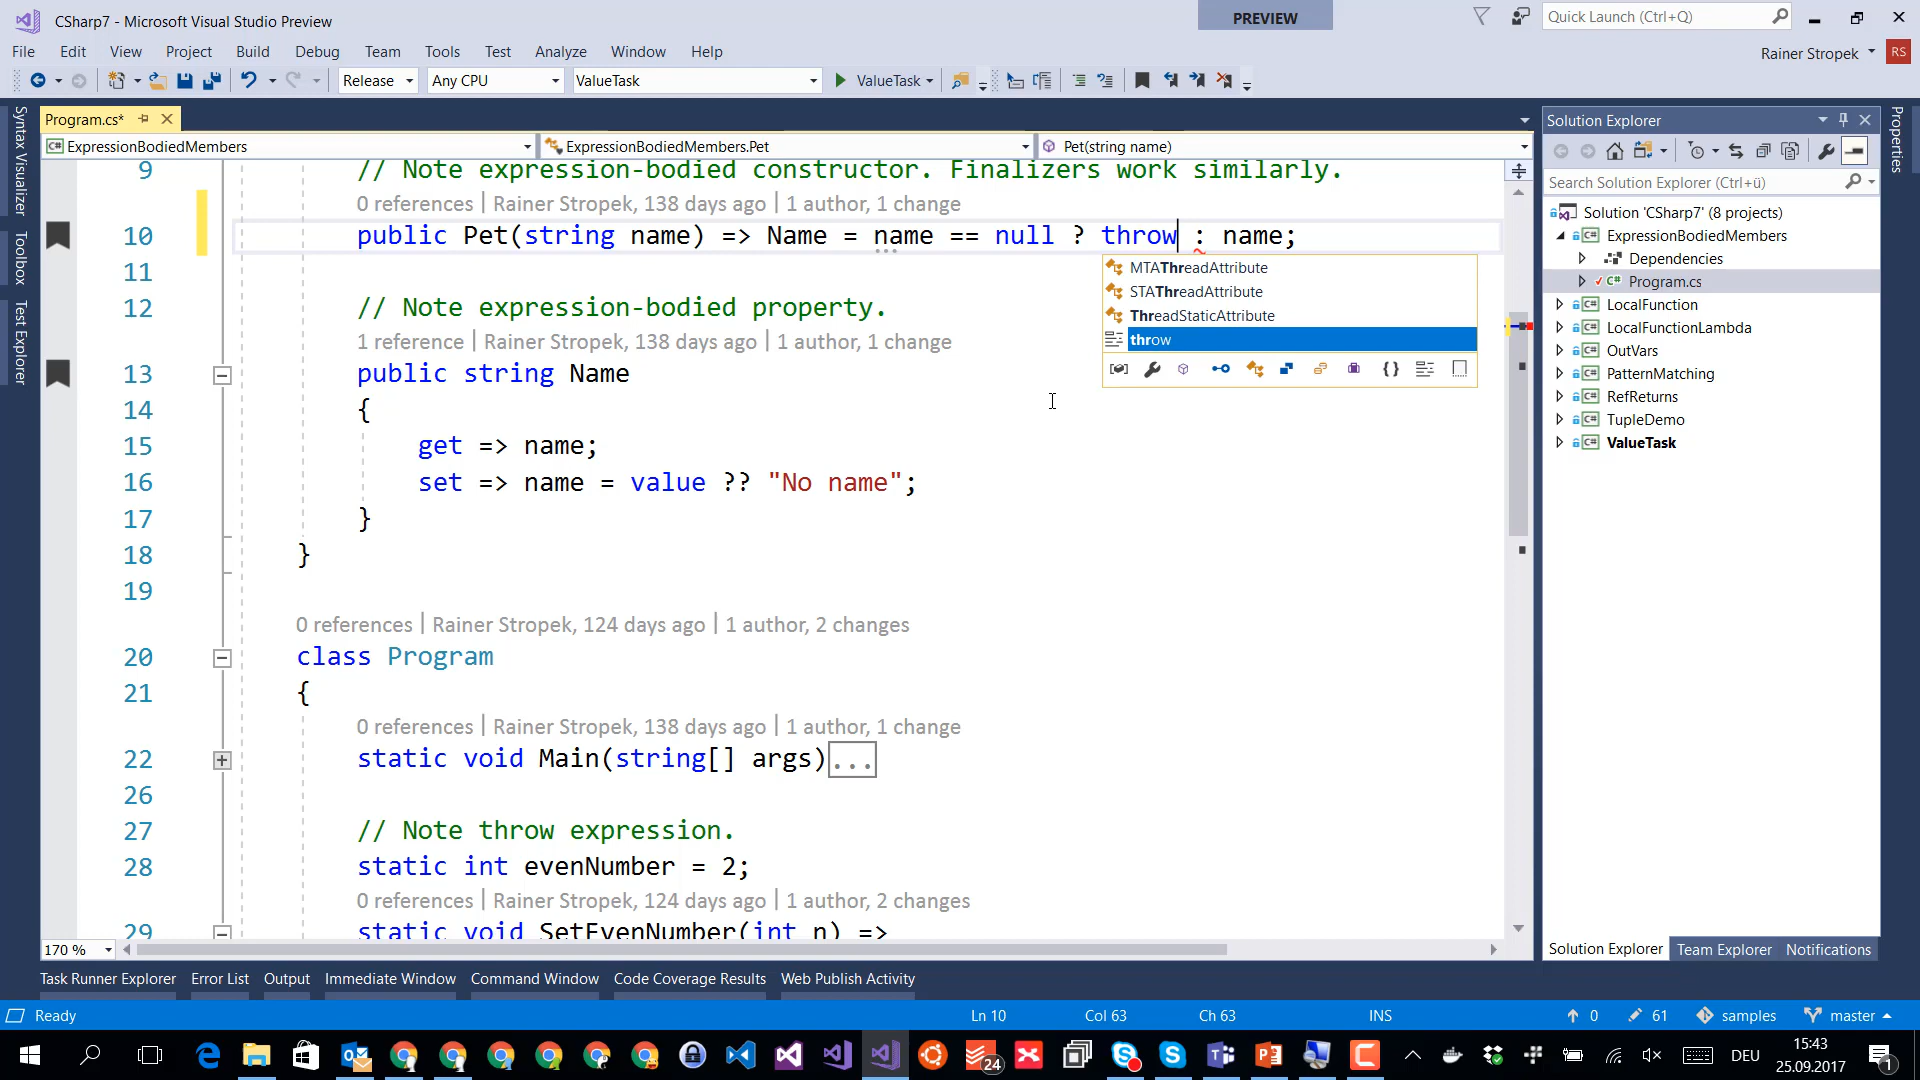 CSharp7 - Microsoft Visual Studio Preview
PREVIEW
Quick Launch (Ctrl+Q)
File Edit View Project Build Debug Team Tools Test Analyze Window Help
Rainer Stropek RS
Release Any CPU ValueTask ValueTask
Syntax Visualizer
Toolbox
Test Explorer
Program.cs*
ExpressionBodiedMembers ExpressionBodiedMembers.Pet Pet(string name)
9 // Note expression-bodied constructor. Finalizers work similarly.
0 references | Rainer Stropek, 138 days ago | 1 author, 1 change
10 public Pet(string name) => Name = name == null ? throw : name;
MTAThreadAttribute
STAThreadAttribute
ThreadStaticAttribute
throw
11
12 // Note expression-bodied property.
1 reference | Rainer Stropek, 138 days ago | 1 author, 1 change
13 public string Name
14 {
15 get => name;
16 set => name = value ?? "No name";
17 }
18 }
19
0 references | Rainer Stropek, 124 days ago | 1 author, 2 changes
20 class Program
21 {
0 references | Rainer Stropek, 138 days ago | 1 author, 1 change
22 static void Main(string[] args)...
26
27 // Note throw expression.
28 static int evenNumber = 2;
0 references | Rainer Stropek, 124 days ago | 1 author, 2 changes
29 static void SetEvenNumber(int n) =>
170 %
Solution Explorer
Search Solution Explorer (Ctrl+ü)
Solution 'CSharp7' (8 projects)
ExpressionBodiedMembers
Dependencies
Program.cs
LocalFunction
LocalFunctionLambda
OutVars
PatternMatching
RefReturns
TupleDemo
ValueTask
Solution Explorer Team Explorer Notifications
Properties
Task Runner Explorer Error List Output Immediate Window Command Window Code Coverage Results Web Publish Activity
Ready Ln 10 Col 63 Ch 63 INS 0 61 samples master
24
DEU
15:43
25.09.2017
1